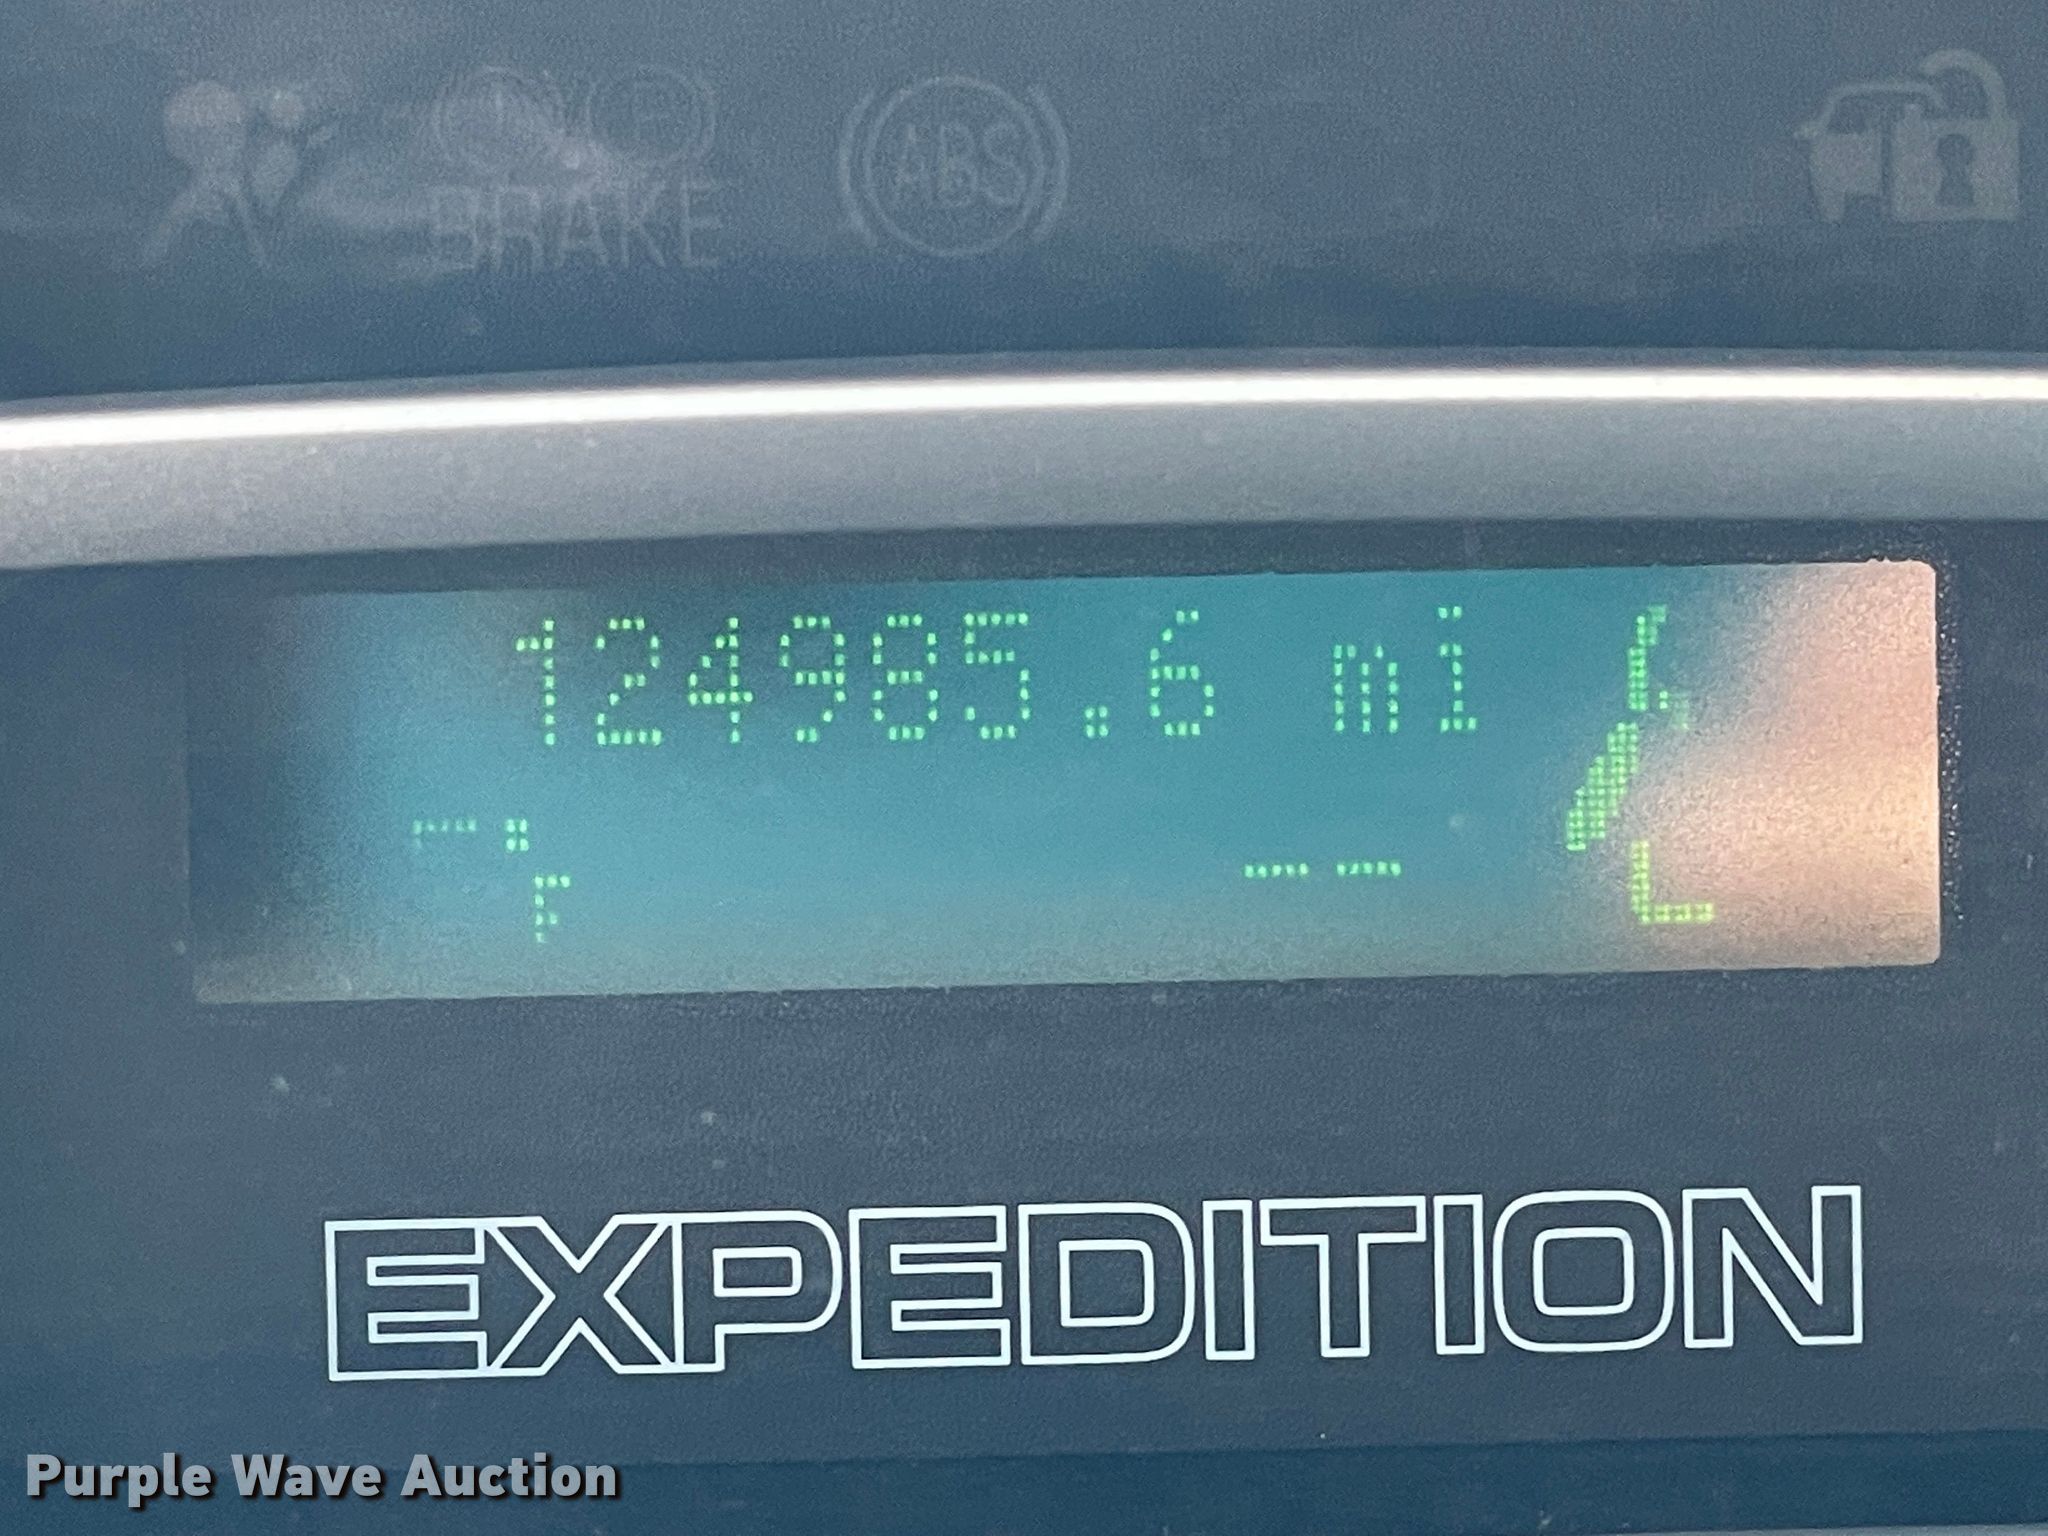 BRAKE
ABS
124985.6 mi
°F
-- --
EXPEDITION
Purple Wave Auction